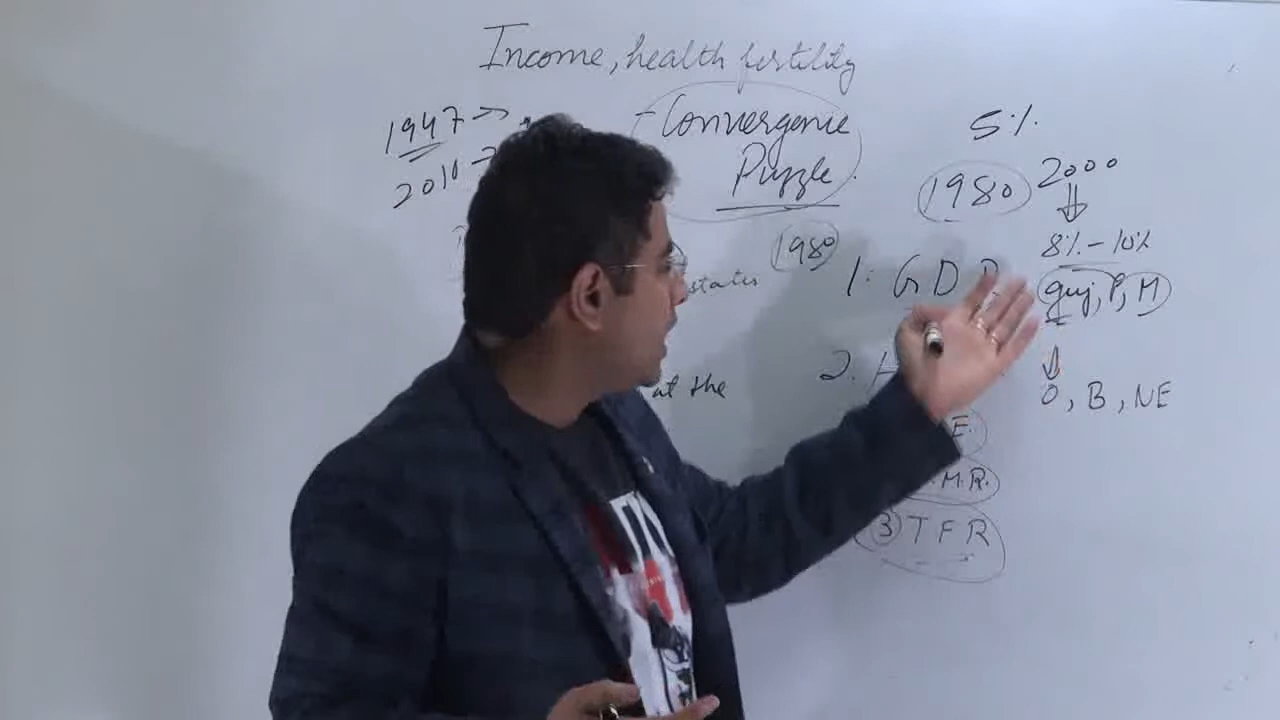 Income, health fertility
1947 →
2010 →
- Convergence
Puzzle.
5%
1980
2000
⇓
8% - 10%
1980
states
1: GDP
guj, P, M
2. H
at the
⇓
O, B, NE
E.
M.R.
③ TFR